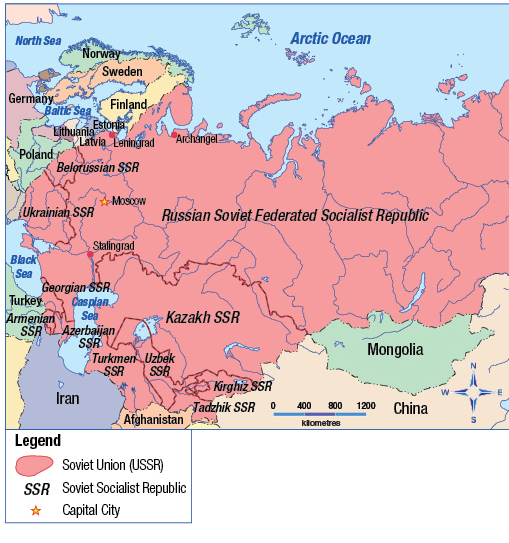 Arctic Ocean
North Sea
Norway
Sweden
Finland
Germany
Baltic Sea
Estonia
Lithuania
Latvia
Leningrad
Archangel
Poland
Belorussian SSR
Moscow
Ukrainian SSR
Russian Soviet Federated Socialist Republic
Stalingrad
Black
Sea
Georgian SSR
Caspian
Sea
Turkey
Armenian
SSR
Azerbaijan
SSR
Kazakh SSR
Turkmen
SSR
Uzbek
SSR
Mongolia
Kirghiz SSR
Tadzhik SSR
Iran
Afghanistan
China
N
W E
S
0 400 800 1200
kilometres
Legend
Soviet Union (USSR)
SSR Soviet Socialist Republic
Capital City